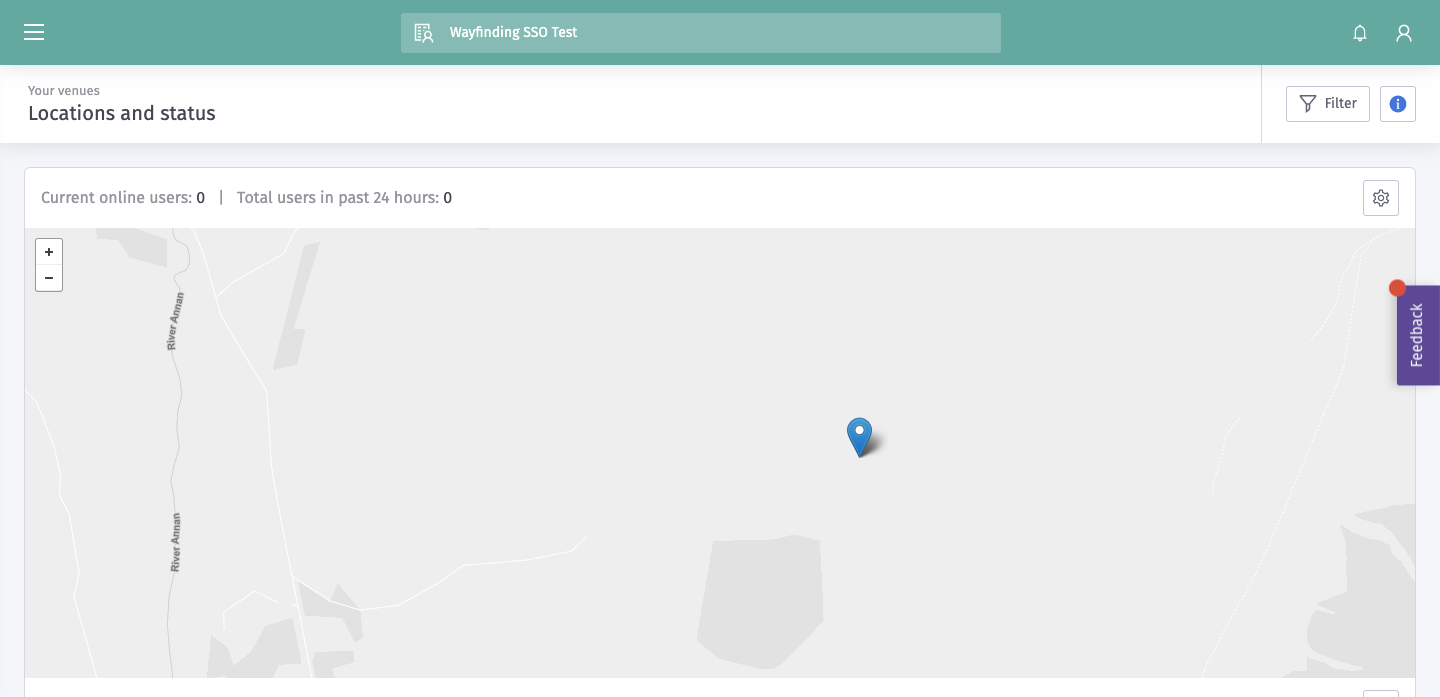 Wayfinding SSO Test
Your venues
Locations and status
Filter
Current online users: 0 | Total users in past 24 hours: 0
+
−
River Annan
Feedback
River Annan